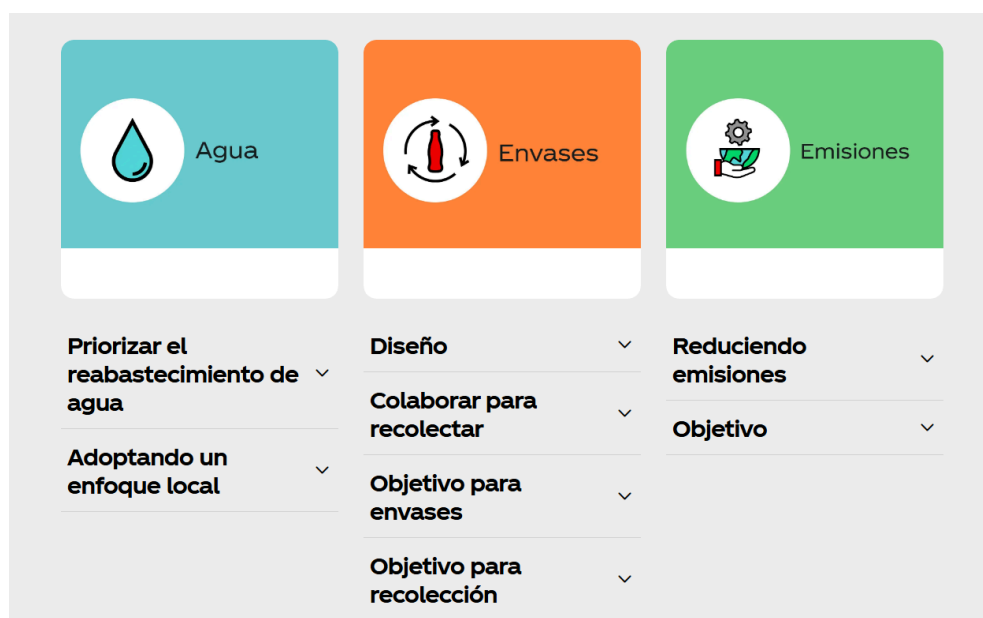 Agua
Priorizar el
reabastecimiento de
agua
Adoptando un
enfoque local
Envases
Diseño
Colaborar para
recolectar
Objetivo para
envases
Objetivo para
recolección
Emisiones
Reduciendo
emisiones
Objetivo